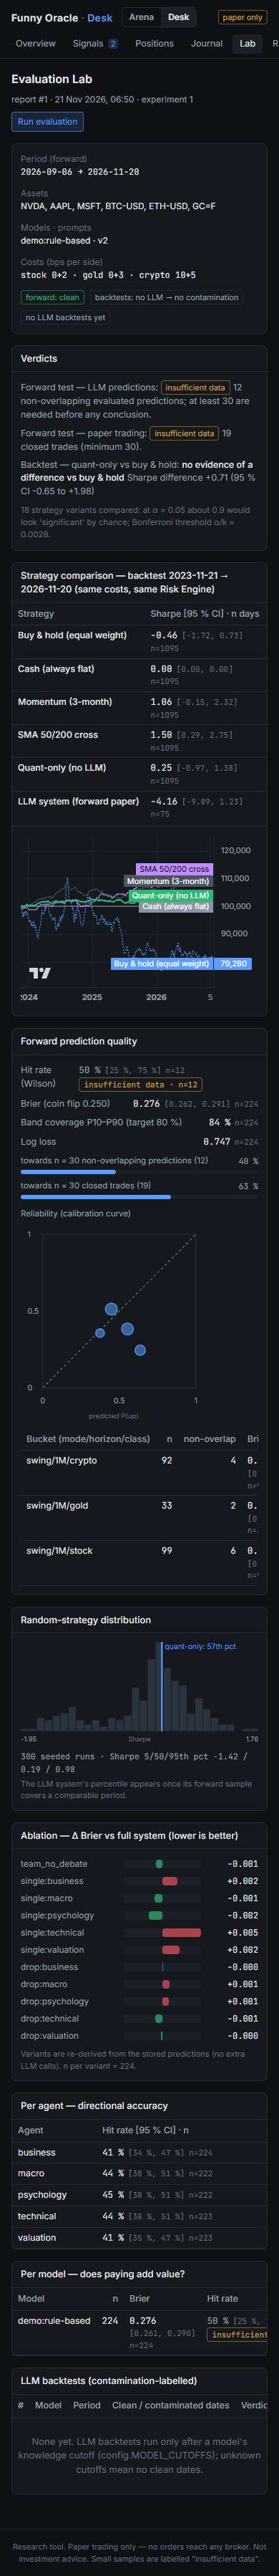 Funny Oracle · Desk
Arena Desk
paper only
Overview Signals 2 Positions Journal Lab R
Evaluation Lab
report #1 · 21 Nov 2026, 06:50 · experiment 1
Run evaluation
Period (forward)
2026-09-06 → 2026-11-20
Assets
NVDA, AAPL, MSFT, BTC-USD, ETH-USD, GC=F
Models · prompts
demo:rule-based · v2
Costs (bps per side)
stock 0+2 · gold 0+3 · crypto 10+5
forward: clean
backtests: no LLM → no contamination
no LLM backtests yet
Verdicts
Forward test — LLM predictions: insufficient data 12
non-overlapping evaluated predictions; at least 30 are
needed before any conclusion.
Forward test — paper trading: insufficient data 19
closed trades (minimum 30).
Backtest — quant-only vs buy & hold: no evidence of a
difference vs buy & hold Sharpe difference +0.71 (95 %
CI -0.65 to +1.98)
18 strategy variants compared: at α = 0.05 about 0.9 would
look 'significant' by chance; Bonferroni threshold α/k =
0.0028.
Strategy comparison — backtest 2023-11-21 →
2026-11-20 (same costs, same Risk Engine)
Strategy Sharpe [95 % CI] · n days
Buy & hold (equal weight) -0.46 [-1.72, 0.73]
n=1095
Cash (always flat) 0.00 [0.00, 0.00]
n=1095
Momentum (3-month) 1.06 [-0.15, 2.32]
n=1095
SMA 50/200 cross 1.50 [0.29, 2.75]
n=1095
Quant-only (no LLM) 0.25 [-0.97, 1.38]
n=1095
LLM system (forward paper) -4.16 [-9.89, 1.23]
n=75
120,000
SMA 50/200 cross
Momentum (3-month) 110,000
Quant-only (no LLM)
Cash (always flat) 100,000
90,000
Buy & hold (equal weight) 79,280
2024 2025 2026 5
Forward prediction quality
Hit rate (Wilson) 50 % [25 %, 75 %] n=12
insufficient data · n=12
Brier (coin flip 0.250) 0.276 [0.262, 0.291] n=224
Band coverage P10–P90 (target 80 %) 84 % n=224
Log loss 0.747 n=224
towards n = 30 non-overlapping predictions (12) 40 %
towards n = 30 closed trades (19) 63 %
Reliability (calibration curve)
1
0.5
0
0 0.5 1
predicted P(up)
Bucket (mode/horizon/class) n non-overlap Bri
swing/1M/crypto 92 4 0.
swing/1M/gold 33 2 0.
swing/1M/stock 99 6 0.
Random-strategy distribution
quant-only: 57th pct
-1.95 Sharpe 1.76
300 seeded runs · Sharpe 5/50/95th pct -1.42 /
0.19 / 0.98
The LLM system's percentile appears once its forward sample
covers a comparable period.
Ablation — Δ Brier vs full system (lower is better)
team_no_debate -0.001
single:business +0.002
single:macro -0.001
single:psychology -0.002
single:technical +0.005
single:valuation +0.002
drop:business -0.000
drop:macro +0.001
drop:psychology +0.001
drop:technical -0.001
drop:valuation -0.000
Variants are re-derived from the stored predictions (no extra
LLM calls). n per variant = 224.
Per agent — directional accuracy
Agent Hit rate [95 % CI] · n
business 41 % [34 %, 47 %] n=224
macro 44 % [38 %, 51 %] n=222
psychology 45 % [38 %, 51 %] n=222
technical 44 % [38 %, 51 %] n=223
valuation 41 % [35 %, 47 %] n=223
Per model — does paying add value?
Model n Brier Hit rate
demo:rule-based 224 0.276 50 % [25 %,
[0.261, 0.290] insufficient
n=224
LLM backtests (contamination-labelled)
# Model Period Clean / contaminated dates Verdic
None yet. LLM backtests run only after a model's
knowledge cutoff (config.MODEL_CUTOFFS); unknown
cutoffs mean no clean dates.
Research tool. Paper trading only — no orders reach any broker. Not
investment advice. Small samples are labelled "insufficient data".